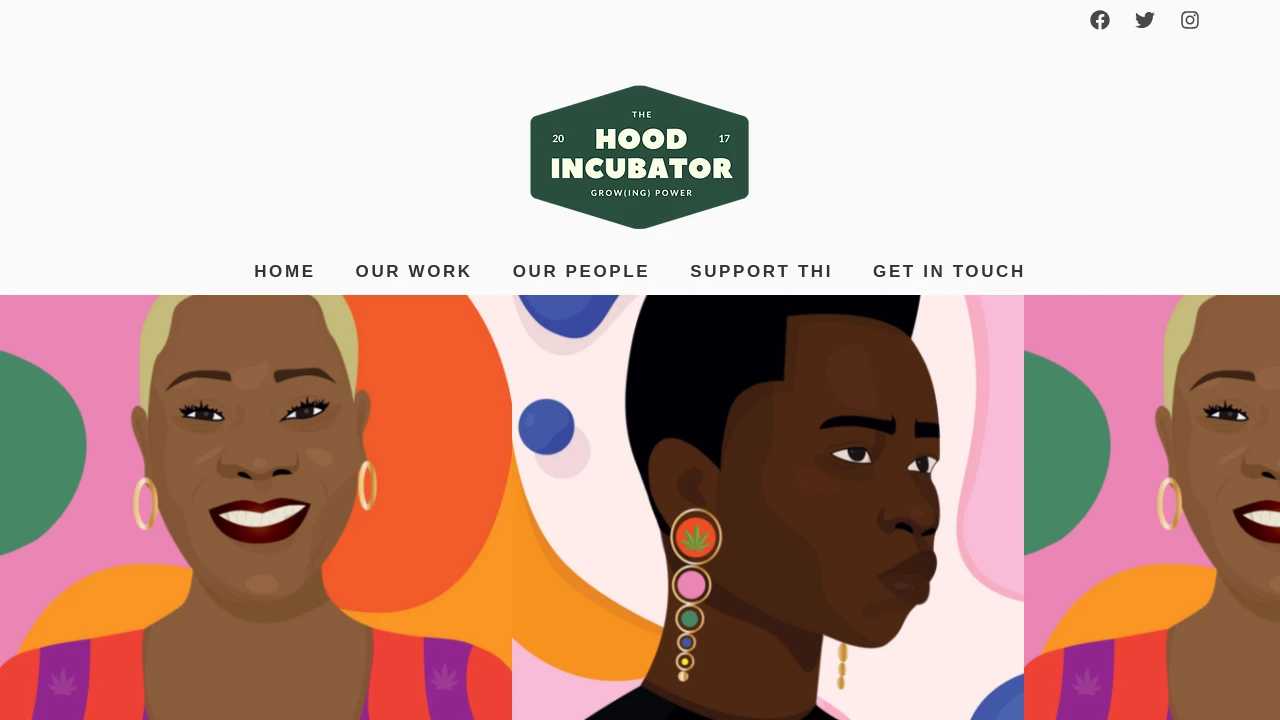 THE
20 HOOD 17
INCUBATOR
GROW(ING) POWER
HOME OUR WORK OUR PEOPLE SUPPORT THI GET IN TOUCH